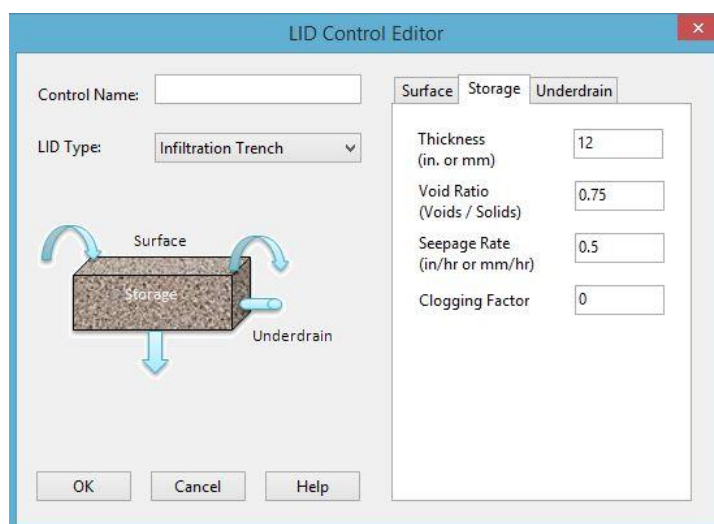 LID Control Editor
x
Control Name:
LID Type:
Infiltration Trench
Surface
Storage
Underdrain
OK
Cancel
Help
Surface
Storage
Underdrain
Thickness
(in. or mm)
12
Void Ratio
(Voids / Solids)
0.75
Seepage Rate
(in/hr or mm/hr)
0.5
Clogging Factor
0